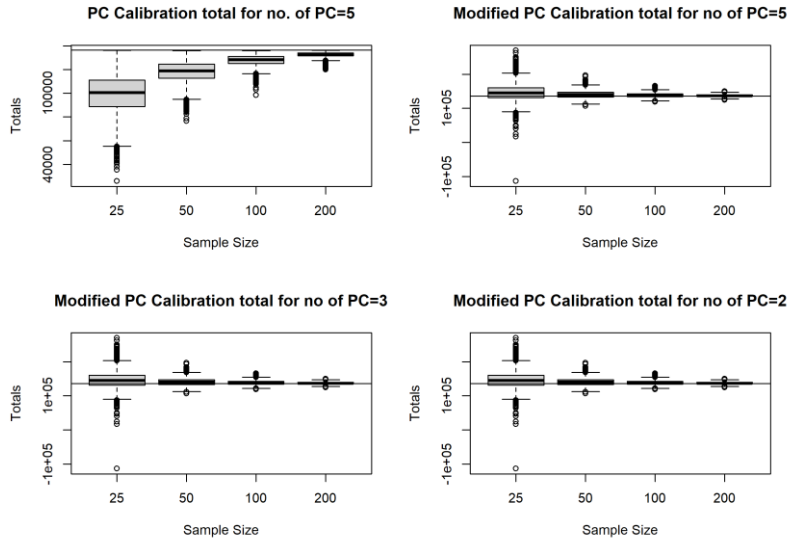 PC Calibration total for no. of PC=5
Totals
100000
40000
25 50 100 200
Sample Size
Modified PC Calibration total for no of PC=5
Totals
1e+05
-1e+05
25 50 100 200
Sample Size
Modified PC Calibration total for no of PC=3
Totals
1e+05
-1e+05
25 50 100 200
Sample Size
Modified PC Calibration total for no of PC=2
Totals
1e+05
-1e+05
25 50 100 200
Sample Size